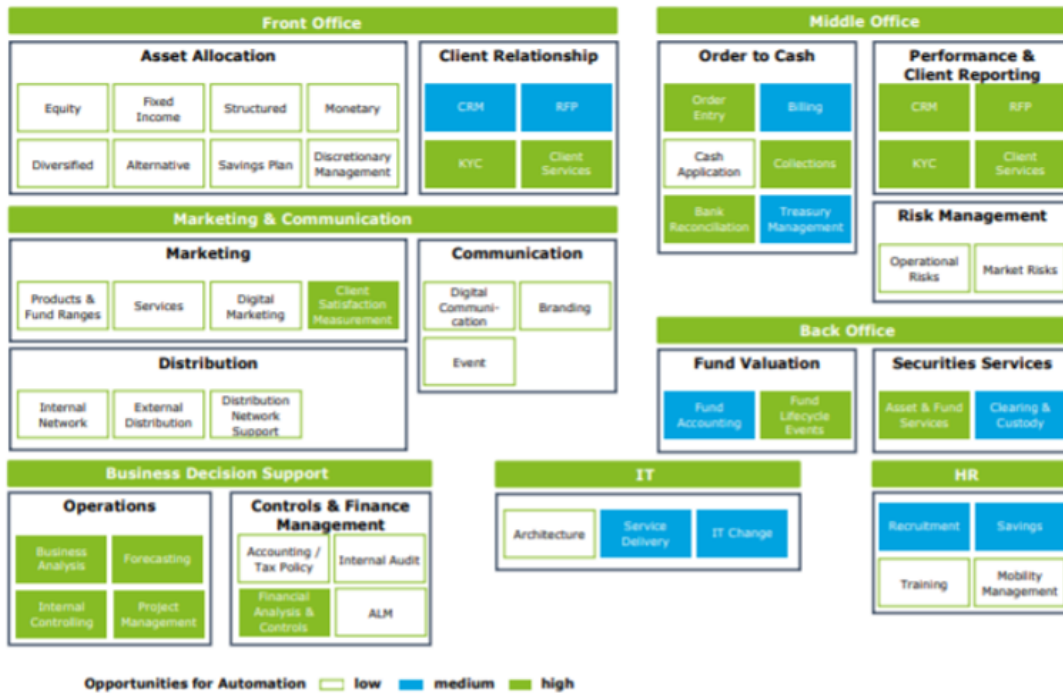 Front Office
Asset Allocation
Equity
Fixed
Income
Structured
Monetary
Diversified
Alternative
Savings Plan
Discretionary
Management
Client Relationship
CRM
RFP
KYC
Client
Services
Marketing & Communication
Marketing
Products &
Fund Ranges
Services
Digital
Marketing
Client
Satisfaction
Measurement
Distribution
Internal
Network
External
Distribution
Distribution
Network
Support
Communication
Digital
Communi-
cation
Branding
Event
Middle Office
Order to Cash
Order
Entry
Billing
Cash
Application
Collections
Bank
Reconciliation
Treasury
Management
Performance &
Client Reporting
CRM
RFP
KYC
Client
Services
Risk Management
Operational
Risks
Market Risks
Back Office
Fund Valuation
Fund
Accounting
Fund
Lifecycle
Events
Securities Services
Asset & Fund
Services
Clearing &
Custody
Business Decision Support
Operations
Business
Analysis
Forecasting
Internal
Controlling
Project
Management
Controls & Finance
Management
Accounting /
Tax Policy
Internal Audit
Financial
Analysis &
Controls
ALM
IT
Architecture
Service
Delivery
IT Change
HR
Recruitment
Savings
Training
Mobility
Management
Opportunities for Automation low medium high